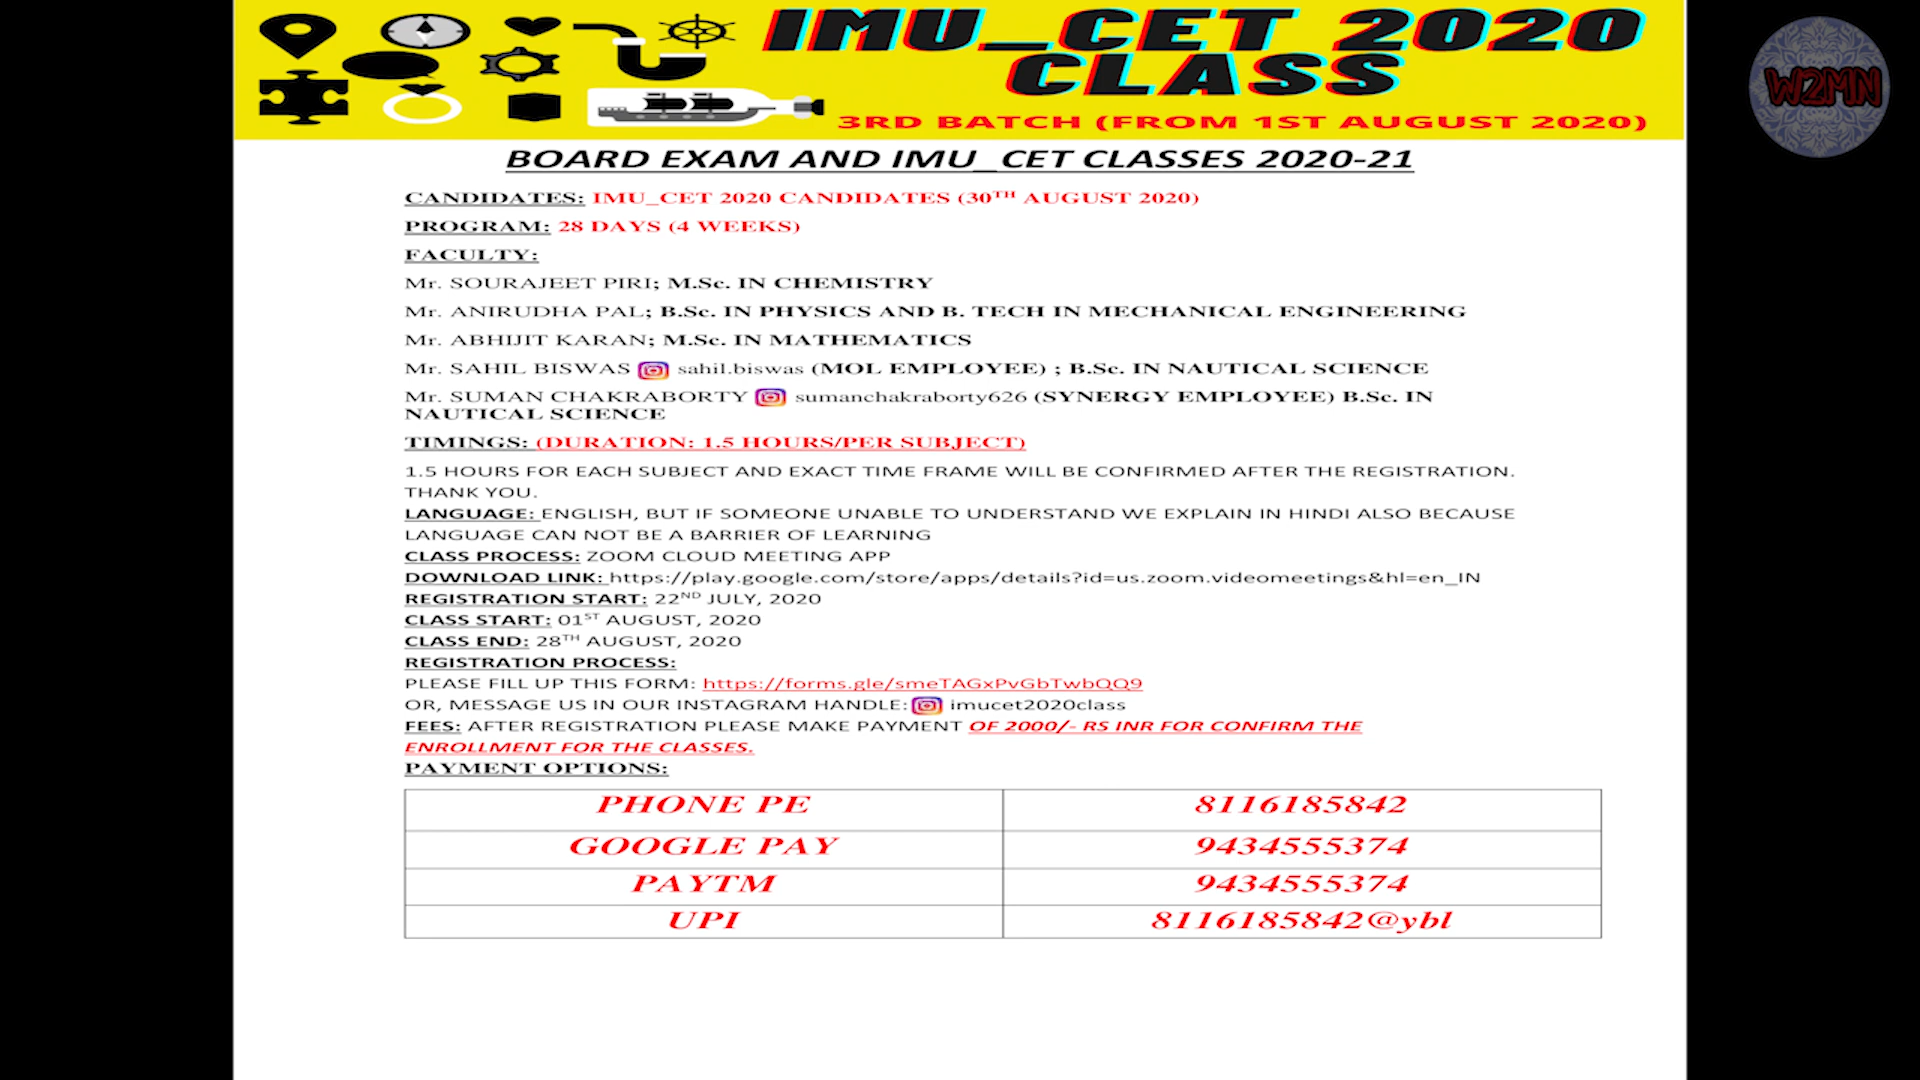 IMU_CET 2020
CLASS
3RD BATCH (FROM 1ST AUGUST 2020)
W2MN
BOARD EXAM AND IMU_CET CLASSES 2020-21
CANDIDATES: IMU_CET 2020 CANDIDATES (30TH AUGUST 2020)
PROGRAM: 28 DAYS (4 WEEKS)
FACULTY:
Mr. SOURAJEET PIRI; M.Sc. IN CHEMISTRY
Mr. ANIRUDHA PAL; B.Sc. IN PHYSICS AND B. TECH IN MECHANICAL ENGINEERING
Mr. ABHIJIT KARAN; M.Sc. IN MATHEMATICS
Mr. SAHIL BISWAS sahil.biswas (MOL EMPLOYEE) ; B.Sc. IN NAUTICAL SCIENCE
Mr. SUMAN CHAKRABORTY sumanchakraborty626 (SYNERGY EMPLOYEE) B.Sc. IN
NAUTICAL SCIENCE
TIMINGS: (DURATION: 1.5 HOURS/PER SUBJECT)
1.5 HOURS FOR EACH SUBJECT AND EXACT TIME FRAME WILL BE CONFIRMED AFTER THE REGISTRATION.
THANK YOU.
LANGUAGE: ENGLISH, BUT IF SOMEONE UNABLE TO UNDERSTAND WE EXPLAIN IN HINDI ALSO BECAUSE
LANGUAGE CAN NOT BE A BARRIER OF LEARNING
CLASS PROCESS: ZOOM CLOUD MEETING APP
DOWNLOAD LINK: https://play.google.com/store/apps/details?id=us.zoom.videomeetings&hl=en_IN
REGISTRATION START: 22ND JULY, 2020
CLASS START: 01ST AUGUST, 2020
CLASS END: 28TH AUGUST, 2020
REGISTRATION PROCESS:
PLEASE FILL UP THIS FORM: https://forms.gle/smeTAGxPvGbTwbQQ9
OR, MESSAGE US IN OUR INSTAGRAM HANDLE: imucet2020class
FEES: AFTER REGISTRATION PLEASE MAKE PAYMENT OF 2000/- RS INR FOR CONFIRM THE
ENROLLMENT FOR THE CLASSES.
PAYMENT OPTIONS:
PHONE PE 8116185842
GOOGLE PAY 9434555374
PAYTM 9434555374
UPI 8116185842@ybl